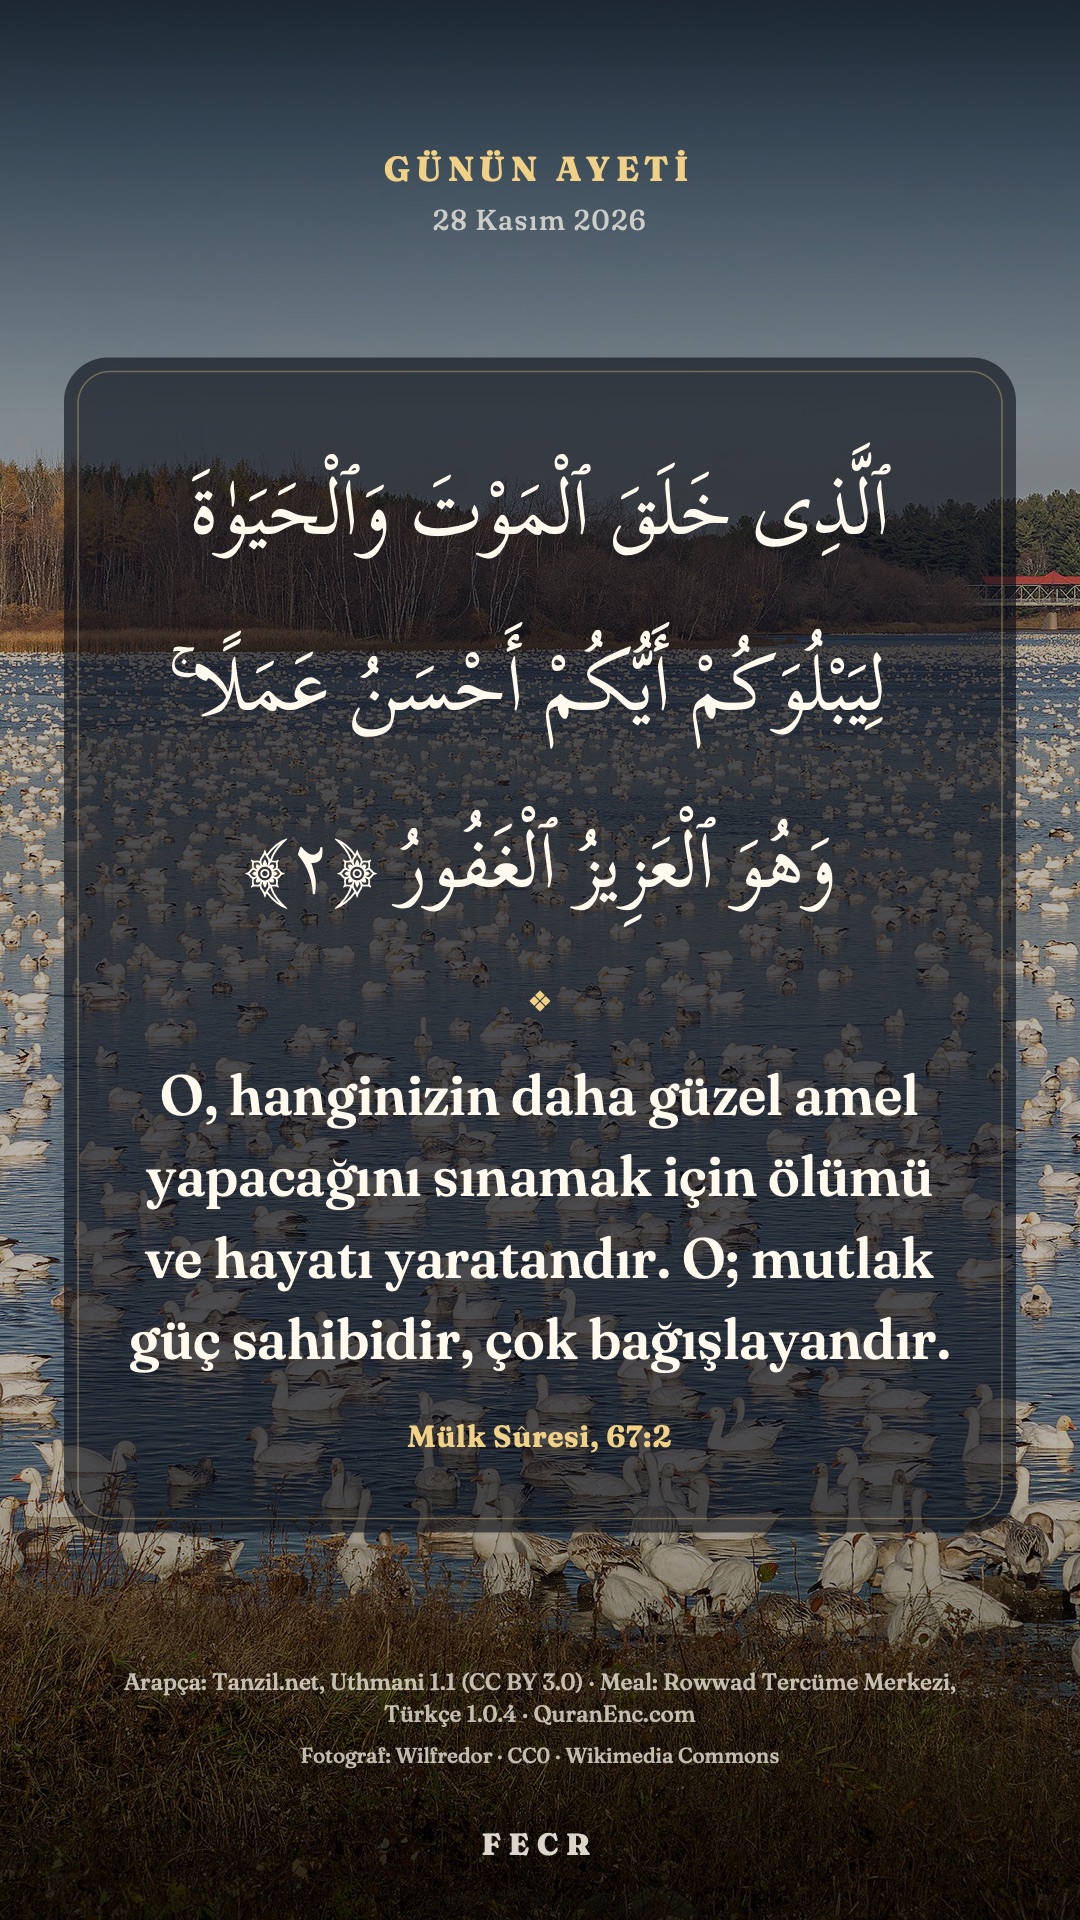 GÜNÜN AYETİ
28 Kasım 2026
ٱلَّذِى خَلَقَ ٱلْمَوْتَ وَٱلْحَيَوٰةَ
لِيَبْلُوَكُمْ أَيُّكُمْ أَحْسَنُ عَمَلًا ۚ
وَهُوَ ٱلْعَزِيزُ ٱلْغَفُورُ ﴿٢﴾
O, hanginizin daha güzel amel
yapacağını sınamak için ölümü
ve hayatı yaratandır. O; mutlak
güç sahibidir, çok bağışlayandır.
Mülk Sûresi, 67:2
Arapça: Tanzil.net, Uthmani 1.1 (CC BY 3.0) · Meal: Rowwad Tercüme Merkezi,
Türkçe 1.0.4 · QuranEnc.com
Fotograf: Wilfredor · CC0 · Wikimedia Commons
FECR